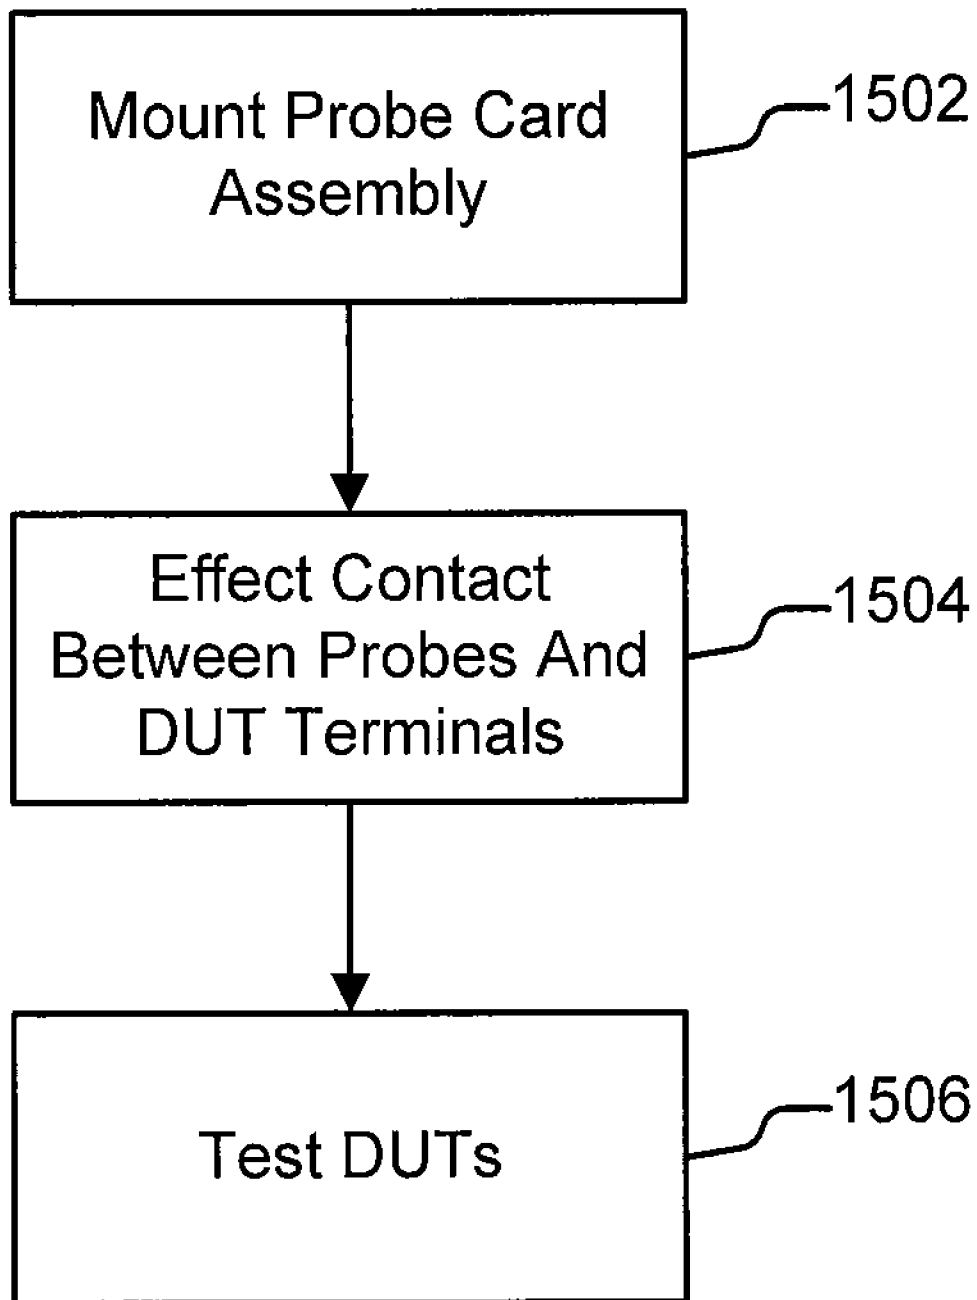 Mount Probe Card
Assembly
1502
Effect Contact
Between Probes And
DUT Terminals
1504
Test DUTs
1506